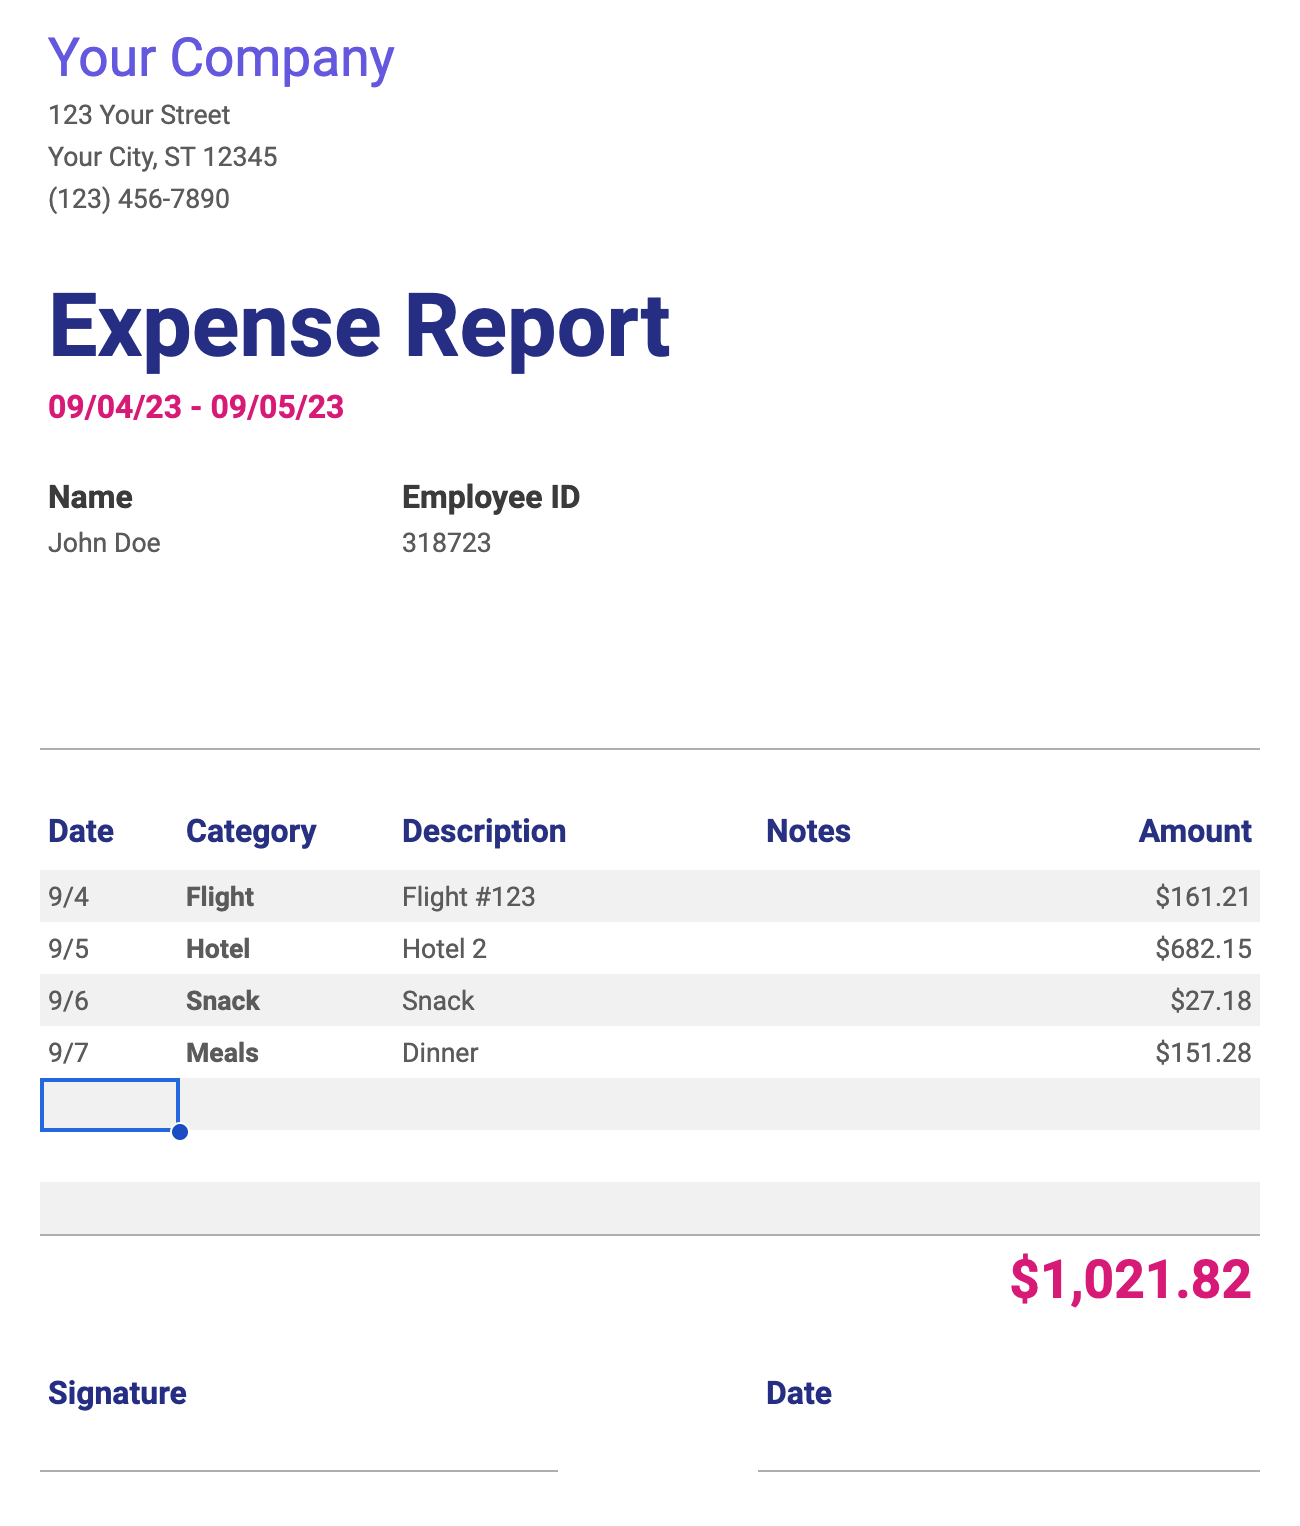 Your Company
123 Your Street
Your City, ST 12345
(123) 456-7890
Expense Report
09/04/23 - 09/05/23
Name Employee ID
John Doe 318723
Date Category Description Notes Amount
9/4 Flight Flight #123 $161.21
9/5 Hotel Hotel 2 $682.15
9/6 Snack Snack $27.18
9/7 Meals Dinner $151.28
$1,021.82
Signature Date